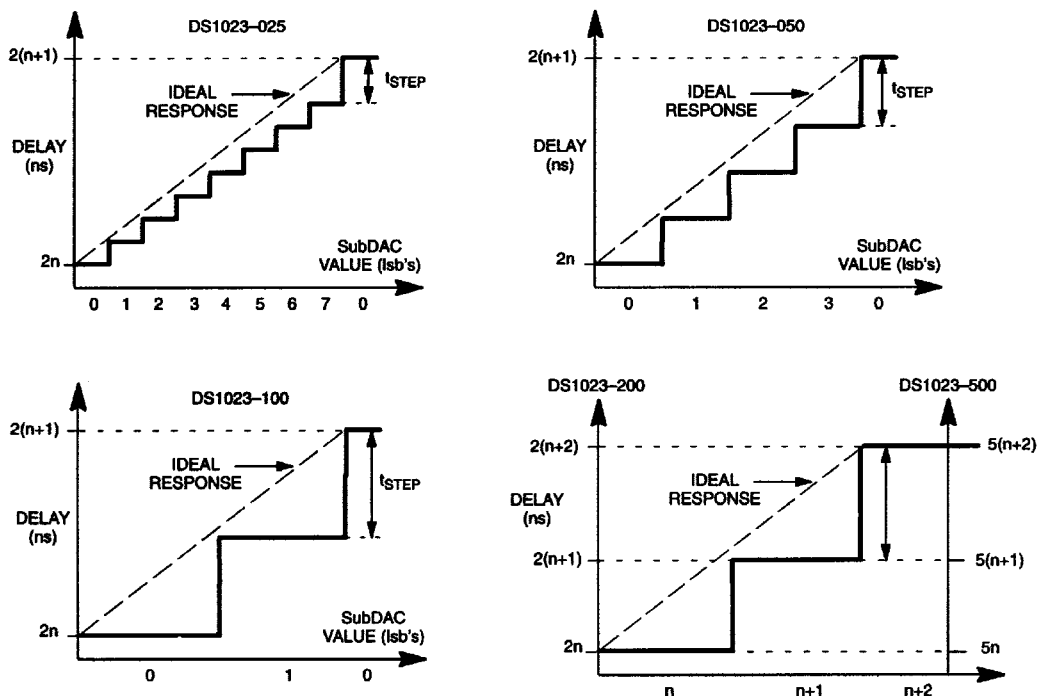 DS1023–025
2(n+1)
IDEAL
RESPONSE
tSTEP
DELAY
(ns)
2n
SubDAC
VALUE (lsb's)
0 1 2 3 4 5 6 7 0
DS1023–050
2(n+1)
IDEAL
RESPONSE
tSTEP
DELAY
(ns)
2n
SubDAC
VALUE (lsb's)
0 1 2 3 0
DS1023–100
2(n+1)
IDEAL
RESPONSE
tSTEP
DELAY
(ns)
2n
SubDAC
VALUE (lsb's)
0 1 0
DS1023–200 DS1023–500
2(n+2) 5(n+2)
IDEAL
RESPONSE
DELAY
(ns)
2(n+1) 5(n+1)
2n 5n
n n+1 n+2